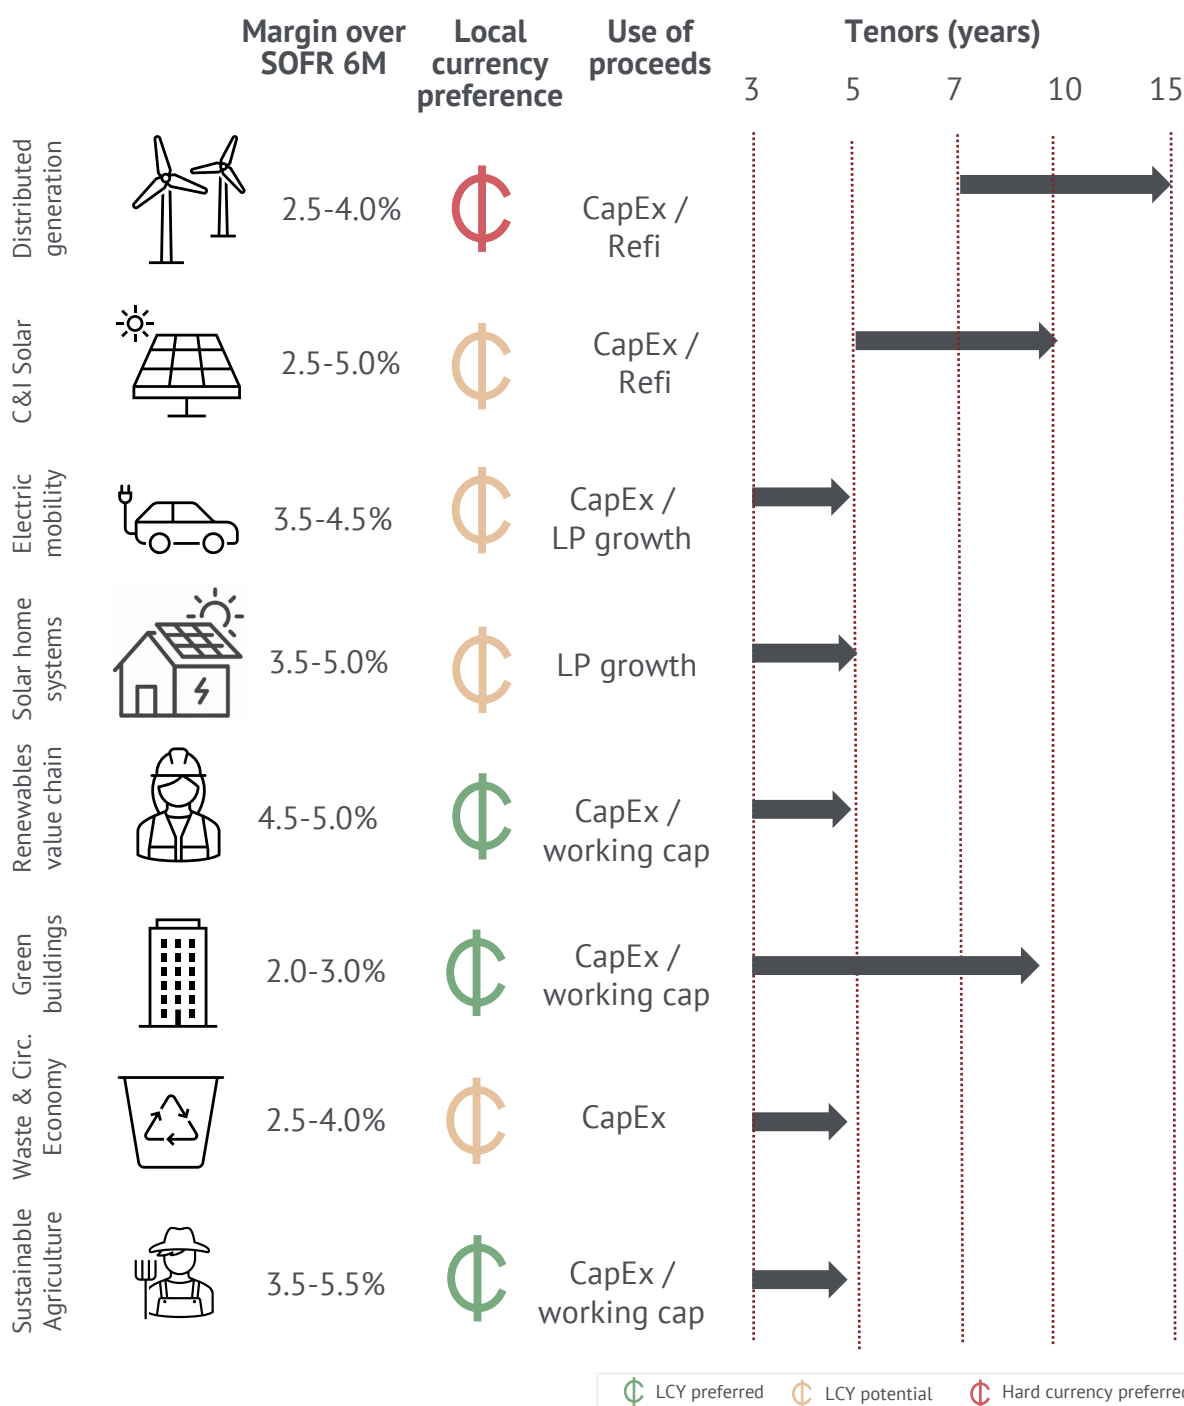 Margin over
SOFR 6M
Local
currency
preference
Use of
proceeds
Tenors (years)
3
5
7
10
15
Distributed
generation
2.5-4.0%
CapEx /
Refi
C&I Solar
2.5-5.0%
CapEx /
Refi
Electric
mobility
3.5-4.5%
CapEx /
LP growth
Solar home
systems
3.5-5.0%
LP growth
Renewables
value chain
4.5-5.0%
CapEx /
working cap
Green
buildings
2.0-3.0%
CapEx /
working cap
Waste & Circ.
Economy
2.5-4.0%
CapEx
Sustainable
Agriculture
3.5-5.5%
CapEx /
working cap
LCY preferred
LCY potential
Hard currency preferred